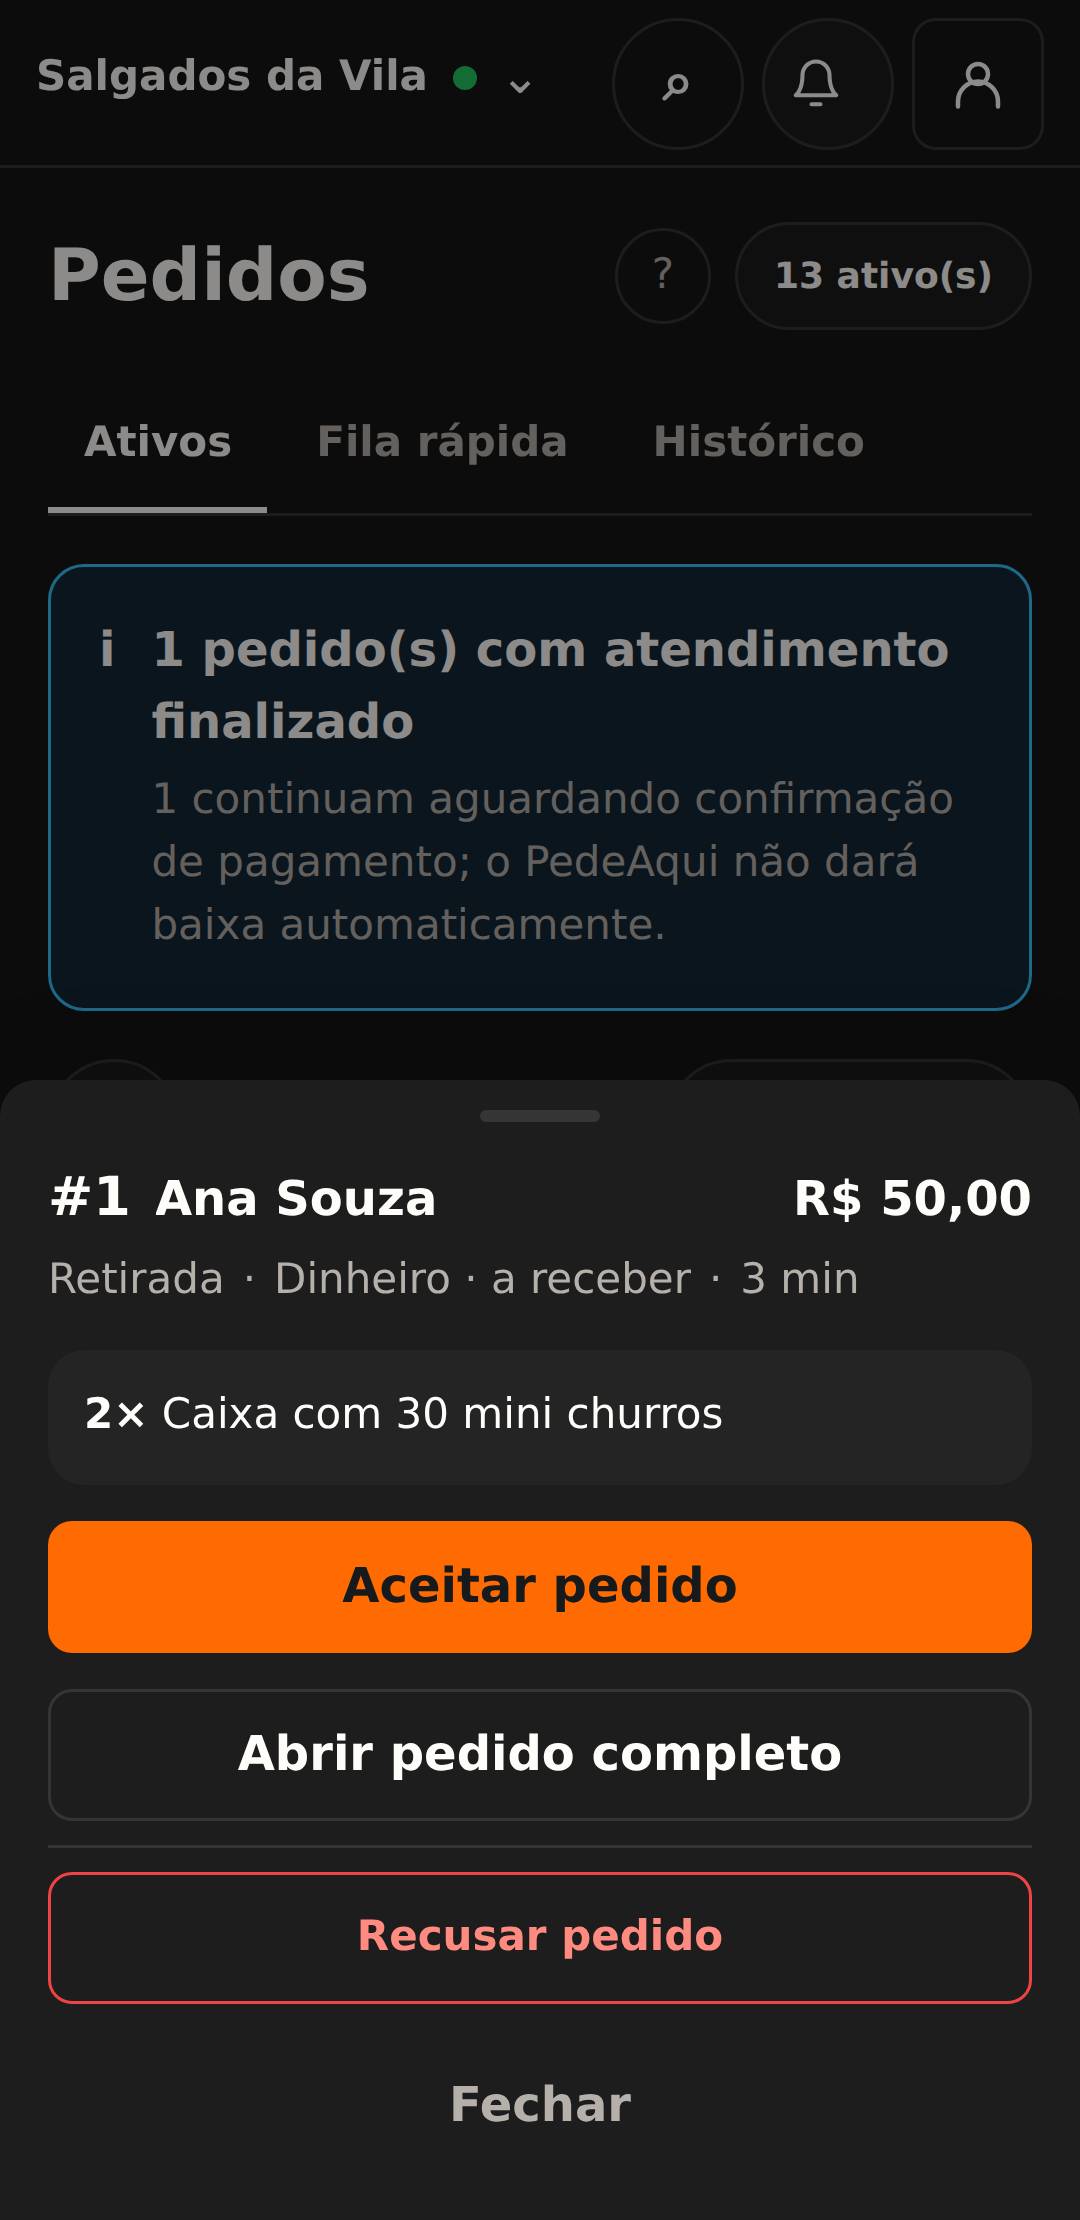 Salgados da Vila
Pedidos
?
13 ativo(s)
Ativos
Fila rápida
Histórico
i 1 pedido(s) com atendimento
finalizado
1 continuam aguardando confirmação
de pagamento; o PedeAqui não dará
baixa automaticamente.
#1 Ana Souza
R$ 50,00
Retirada · Dinheiro · a receber · 3 min
2× Caixa com 30 mini churros
Aceitar pedido
Abrir pedido completo
Recusar pedido
Fechar